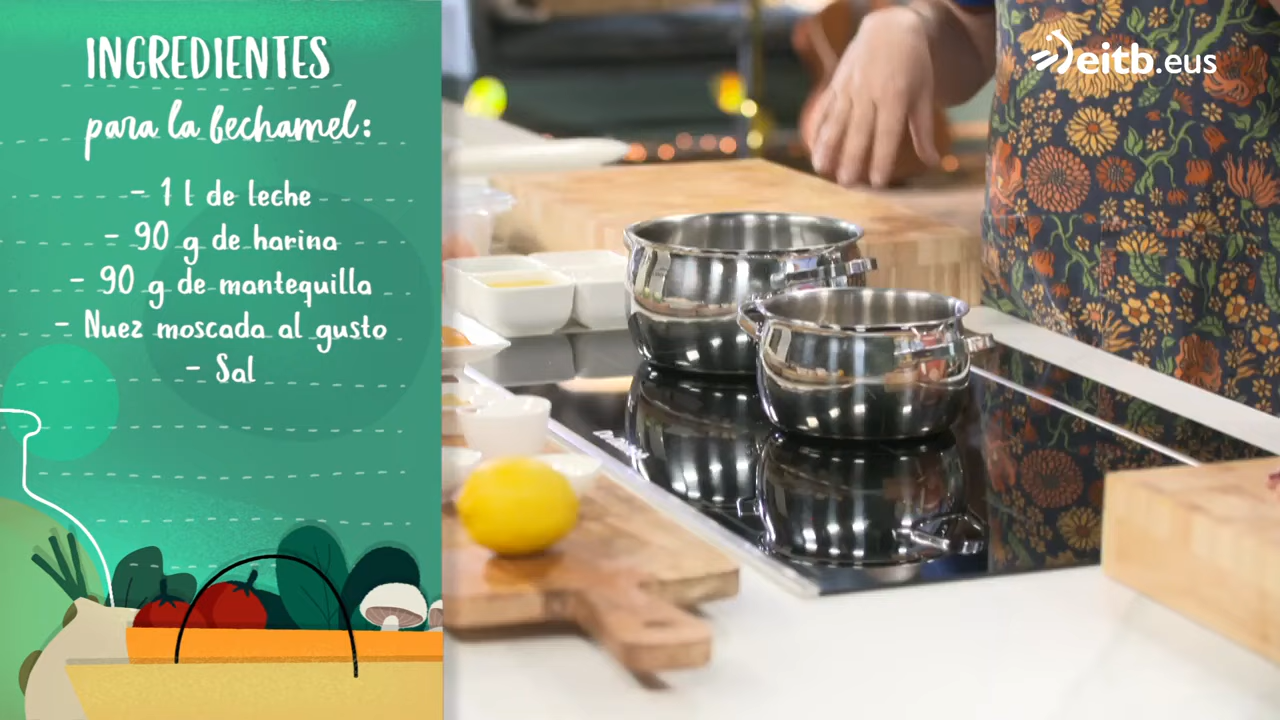 INGREDIENTES
para la bechamel:
- 1 l de leche
- 90 g de harina
- 90 g de mantequilla
- Nuez moscada al gusto
- Sal
eitb.eus